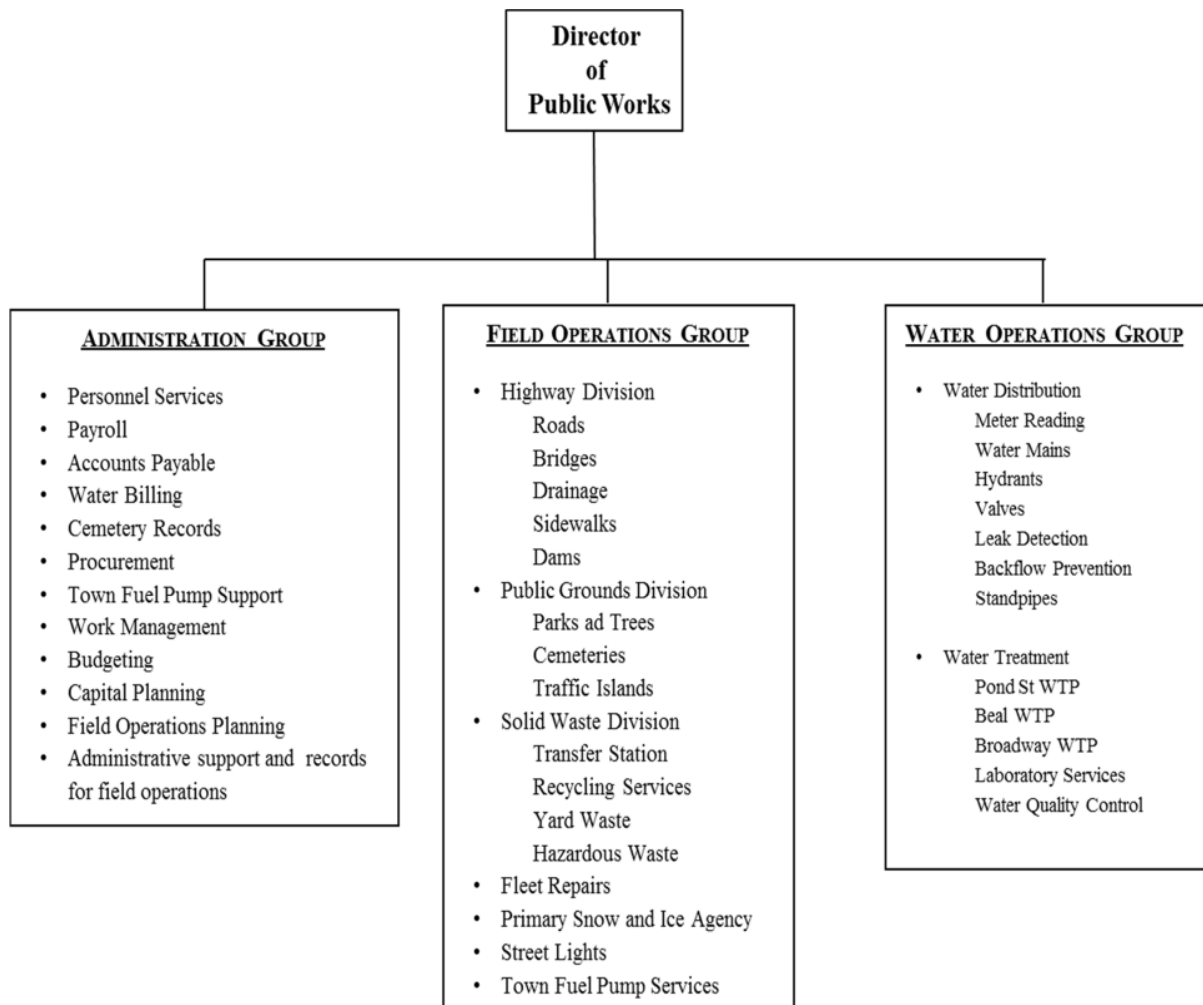 Director
of
Public Works
ADMINISTRATION GROUP
• Personnel Services
• Payroll
• Accounts Payable
• Water Billing
• Cemetery Records
• Procurement
• Town Fuel Pump Support
• Work Management
• Budgeting
• Capital Planning
• Field Operations Planning
• Administrative support and records
for field operations
FIELD OPERATIONS GROUP
• Highway Division
Roads
Bridges
Drainage
Sidewalks
Dams
• Public Grounds Division
Parks ad Trees
Cemeteries
Traffic Islands
• Solid Waste Division
Transfer Station
Recycling Services
Yard Waste
Hazardous Waste
• Fleet Repairs
• Primary Snow and Ice Agency
• Street Lights
• Town Fuel Pump Services
WATER OPERATIONS GROUP
• Water Distribution
Meter Reading
Water Mains
Hydrants
Valves
Leak Detection
Backflow Prevention
Standpipes
• Water Treatment
Pond St WTP
Beal WTP
Broadway WTP
Laboratory Services
Water Quality Control